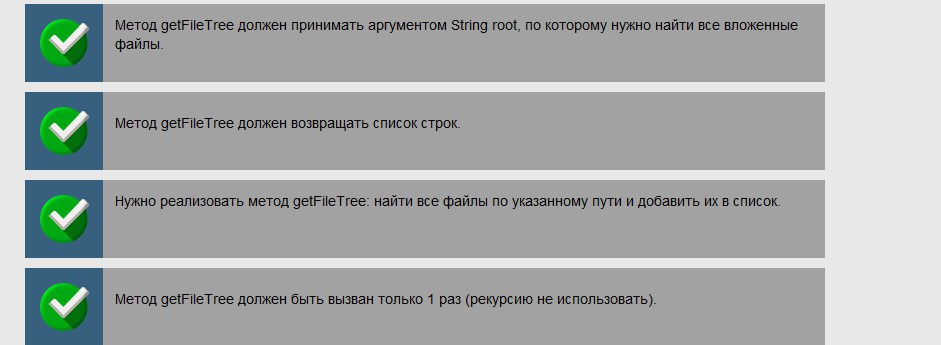 Метод getFileTree должен принимать аргументом String root, по которому нужно найти все вложенные
файлы.
Метод getFileTree должен возвращать список строк.
Нужно реализовать метод getFileTree: найти все файлы по указанному пути и добавить их в список.
Метод getFileTree должен быть вызван только 1 раз (рекурсию не использовать).